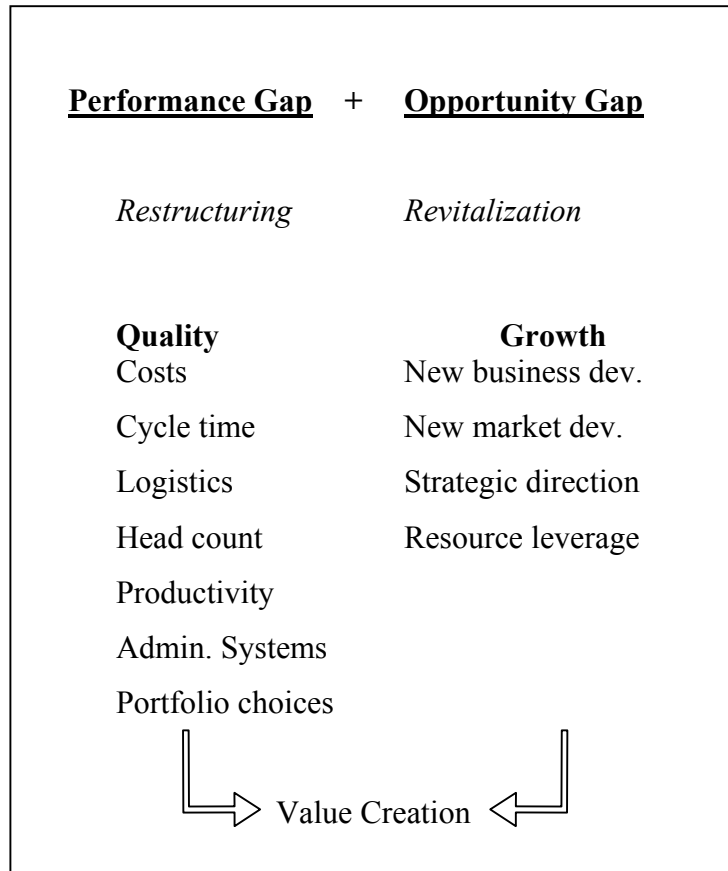 Performance Gap + Opportunity Gap
Restructuring Revitalization
Quality Growth
Costs New business dev.
Cycle time New market dev.
Logistics Strategic direction
Head count Resource leverage
Productivity
Admin. Systems
Portfolio choices
Value Creation